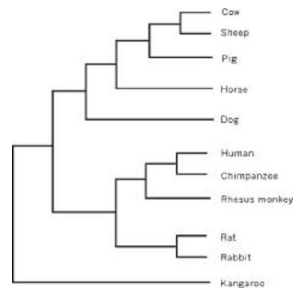 Cow
Sheep
Pig
Horse
Dog
Human
Chimpanzee
Rhesus monkey
Rat
Rabbit
Kangaroo